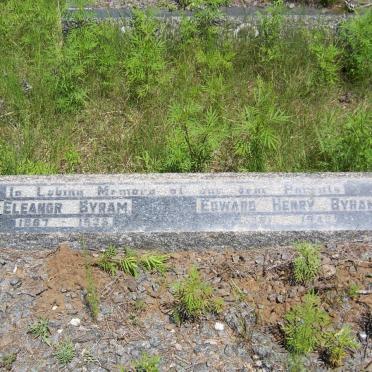 In Loving Memory of our dear Parents
Eleanor Byram
Edward Henry Byram